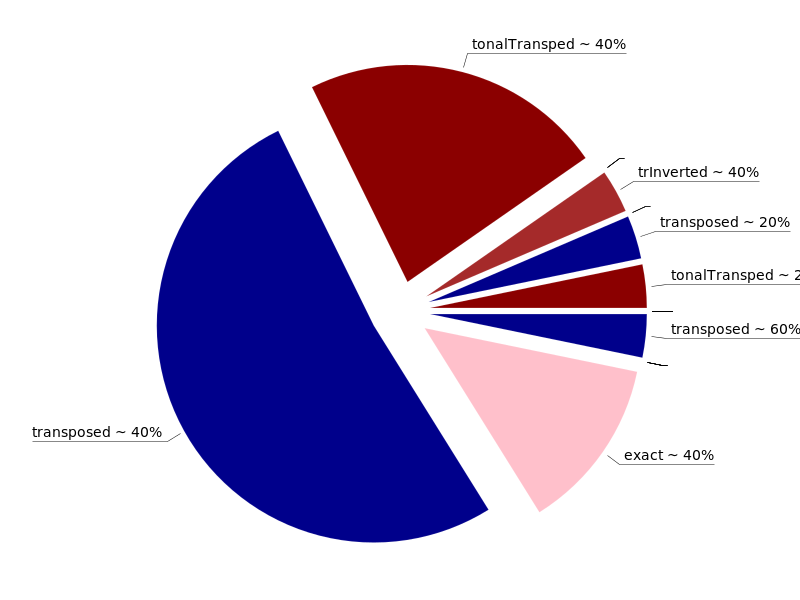 tonalTransped ~ 40%
trInverted ~ 40%
transposed ~ 20%
tonalTransped ~ 2
transposed ~ 60%
transposed ~ 40%
exact ~ 40%